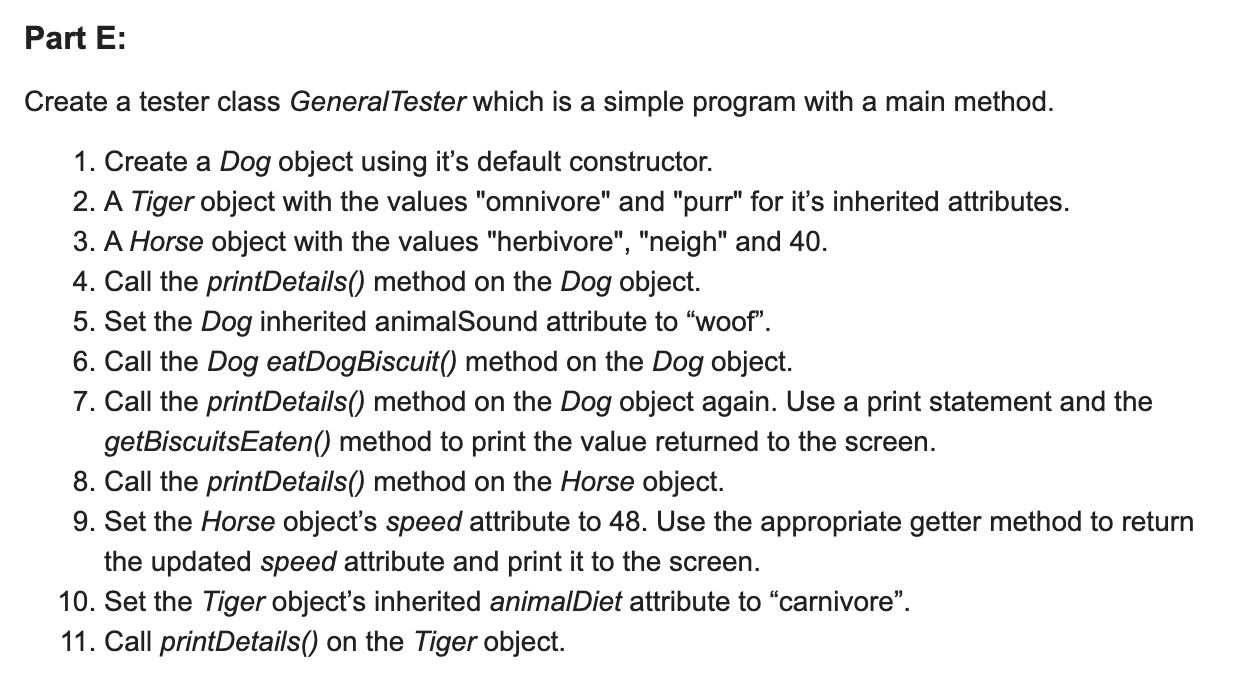 Part E:
Create a tester class GeneralTester which is a simple program with a main method.
1. Create a Dog object using it’s default constructor.
2. A Tiger object with the values "omnivore" and "purr" for it’s inherited attributes.
3. A Horse object with the values "herbivore", "neigh" and 40.
4. Call the printDetails() method on the Dog object.
5. Set the Dog inherited animalSound attribute to “woof”.
6. Call the Dog eatDogBiscuit() method on the Dog object.
7. Call the printDetails() method on the Dog object again. Use a print statement and the
getBiscuitsEaten() method to print the value returned to the screen.
8. Call the printDetails() method on the Horse object.
9. Set the Horse object’s speed attribute to 48. Use the appropriate getter method to return
the updated speed attribute and print it to the screen.
10. Set the Tiger object’s inherited animalDiet attribute to “carnivore”.
11. Call printDetails() on the Tiger object.